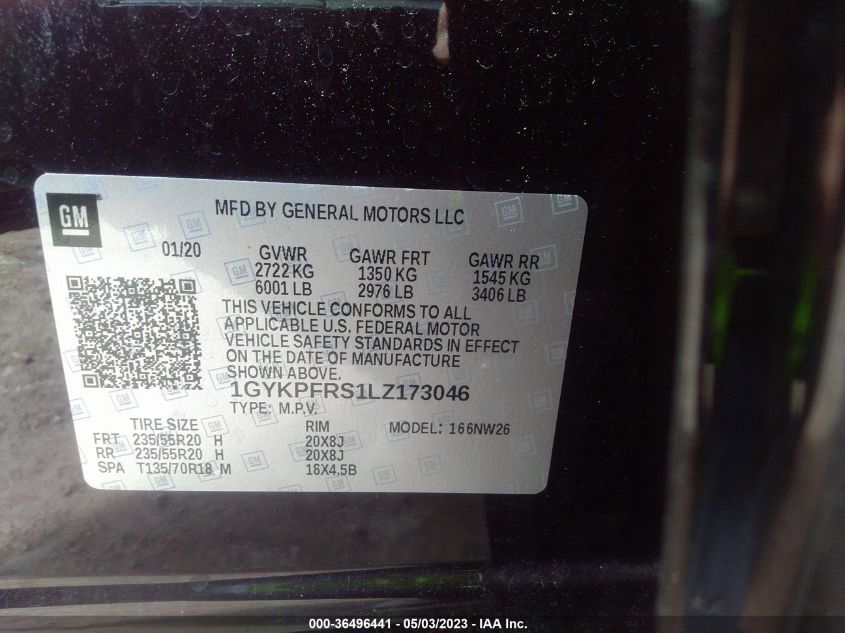 GM
MFD BY GENERAL MOTORS LLC
01/20 GVWR GAWR FRT GAWR RR
2722 KG 1350 KG 1545 KG
6001 LB 2976 LB 3406 LB
THIS VEHICLE CONFORMS TO ALL
APPLICABLE U.S. FEDERAL MOTOR
VEHICLE SAFETY STANDARDS IN EFFECT
ON THE DATE OF MANUFACTURE
SHOWN ABOVE.
1GYKPFRS1LZ173046
TYPE: M.P.V.
TIRE SIZE RIM MODEL: 166NW26
FRT 235/55R20 H 20X8J
RR 235/55R20 H 20X8J
SPA T135/70R18 M 18X4.5B
000-36496441 - 05/03/2023 - IAA Inc.